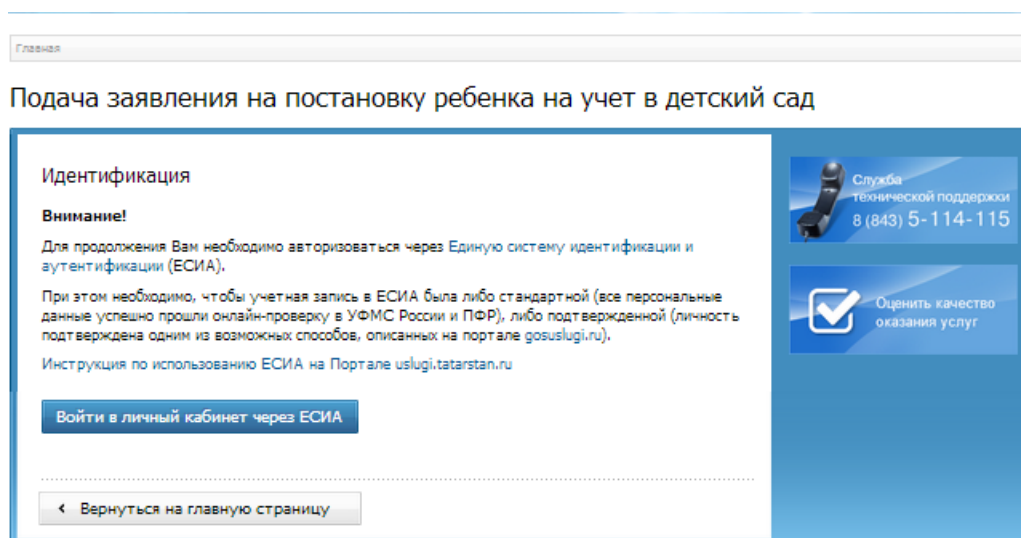 Главная
Подача заявления на постановку ребенка на учет в детский сад
Идентификация
Внимание!
Для продолжения Вам необходимо авторизоваться через Единую систему идентификации и
аутентификации (ЕСИА).
При этом необходимо, чтобы учетная запись в ЕСИА была либо стандартной (все персональные
данные успешно прошли онлайн-проверку в УФМС России и ПФР), либо подтвержденной (личность
подтверждена одним из возможных способов, описанных на портале gosuslugi.ru).
Инструкция по использованию ЕСИА на Портале uslugi.tatarstan.ru
Войти в личный кабинет через ЕСИА
Вернуться на главную страницу
Служба
технической поддержки
8 (843) 5-114-115
Оценить качество
оказания услуг